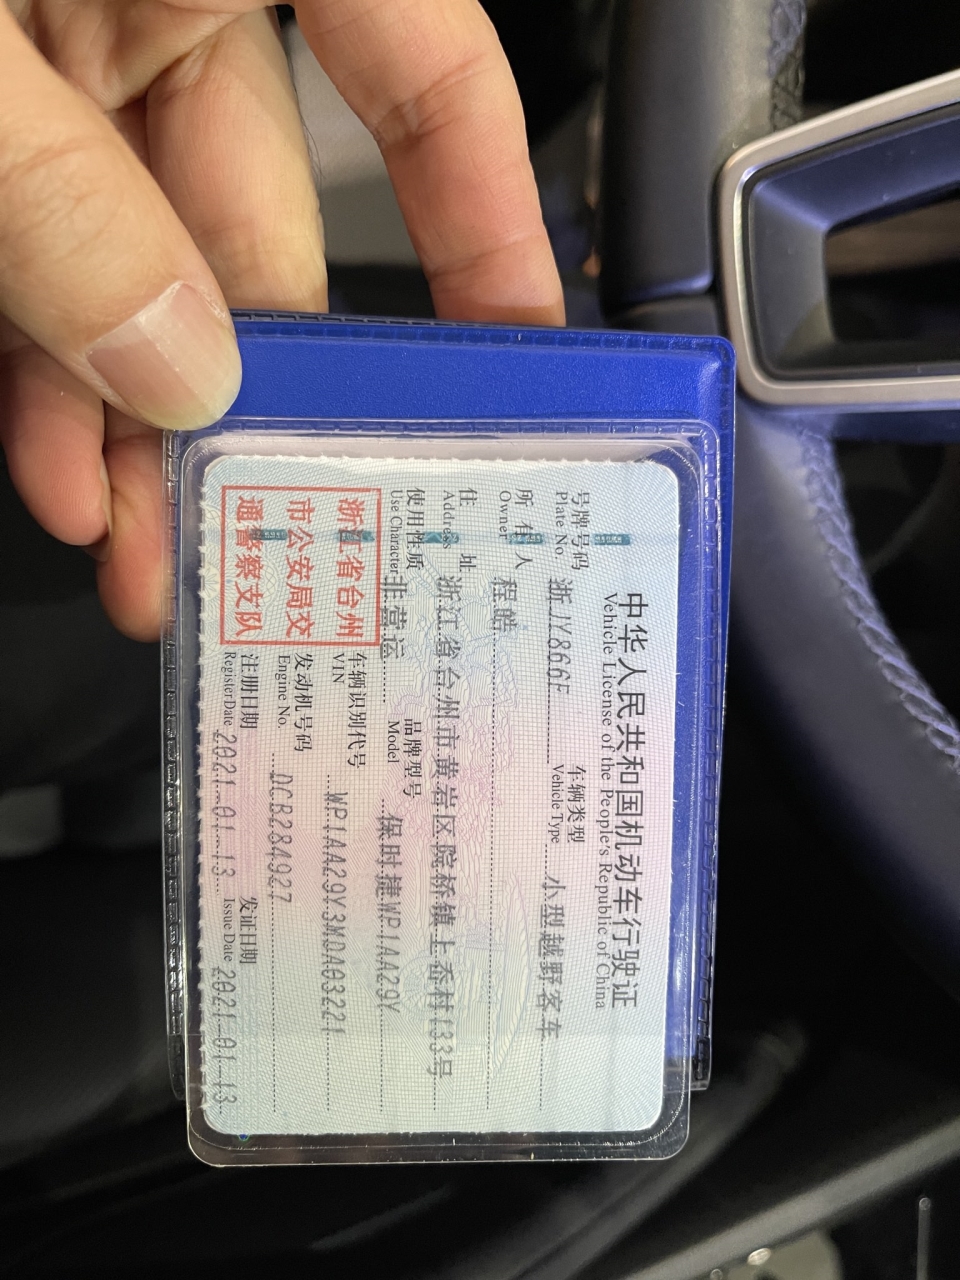 中华人民共和国机动车行驶证
Vehicle License of the People's Republic of China
号牌号码 浙JY866F 车辆类型 小型越野客车
Plate No. Vehicle Type
所有人 程皓
Owner
住址 浙江省台州市黄岩区院桥镇上岙村133号
Address
使用性质 非营运 品牌型号 保时捷WP1AA29Y
Use Character Model
浙江省台州
市公安局交
通警察支队
车辆识别代号 WP1AA29Y3MDA03221
VIN
发动机号码 DCB284927
Engine No.
注册日期 2021-01-13 发证日期 2021-01-13
Register Date Issue Date